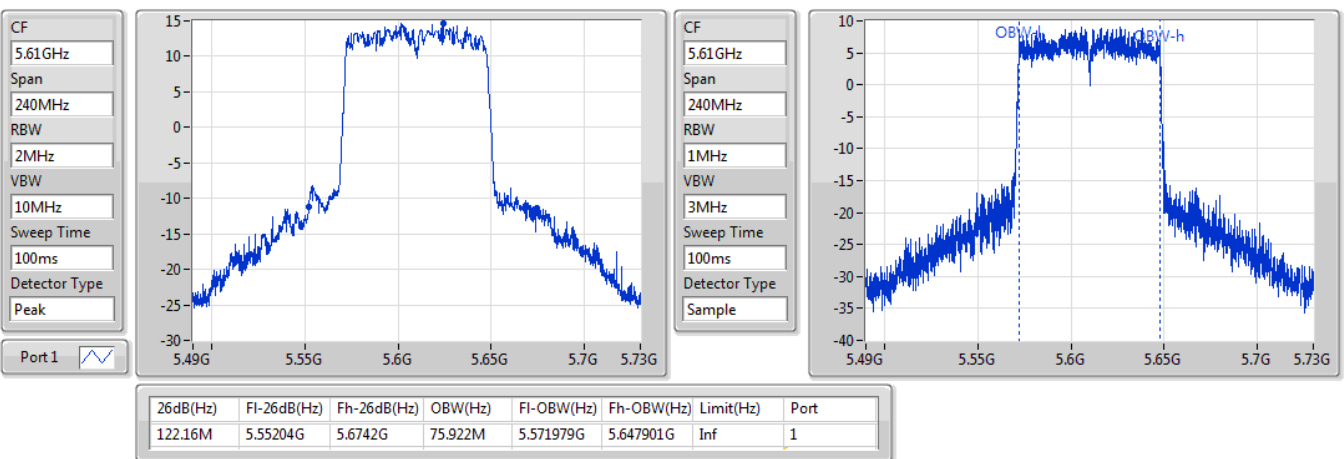 CF
5.61GHz
Span
240MHz
RBW
2MHz
VBW
10MHz
Sweep Time
100ms
Detector Type
Peak
Port 1
15
10
5
0
-5
-10
-15
-20
-25
-30
5.49G 5.55G 5.6G 5.65G 5.7G 5.73G
CF
5.61GHz
Span
240MHz
RBW
1MHz
VBW
3MHz
Sweep Time
100ms
Detector Type
Sample
10
5
0
-5
-10
-15
-20
-25
-30
-35
-40
OBW-h
5.49G 5.55G 5.6G 5.65G 5.7G 5.73G
26dB(Hz) Fl-26dB(Hz) Fh-26dB(Hz) OBW(Hz) Fl-OBW(Hz) Fh-OBW(Hz) Limit(Hz) Port
122.16M 5.55204G 5.6742G 75.922M 5.571979G 5.647901G Inf 1